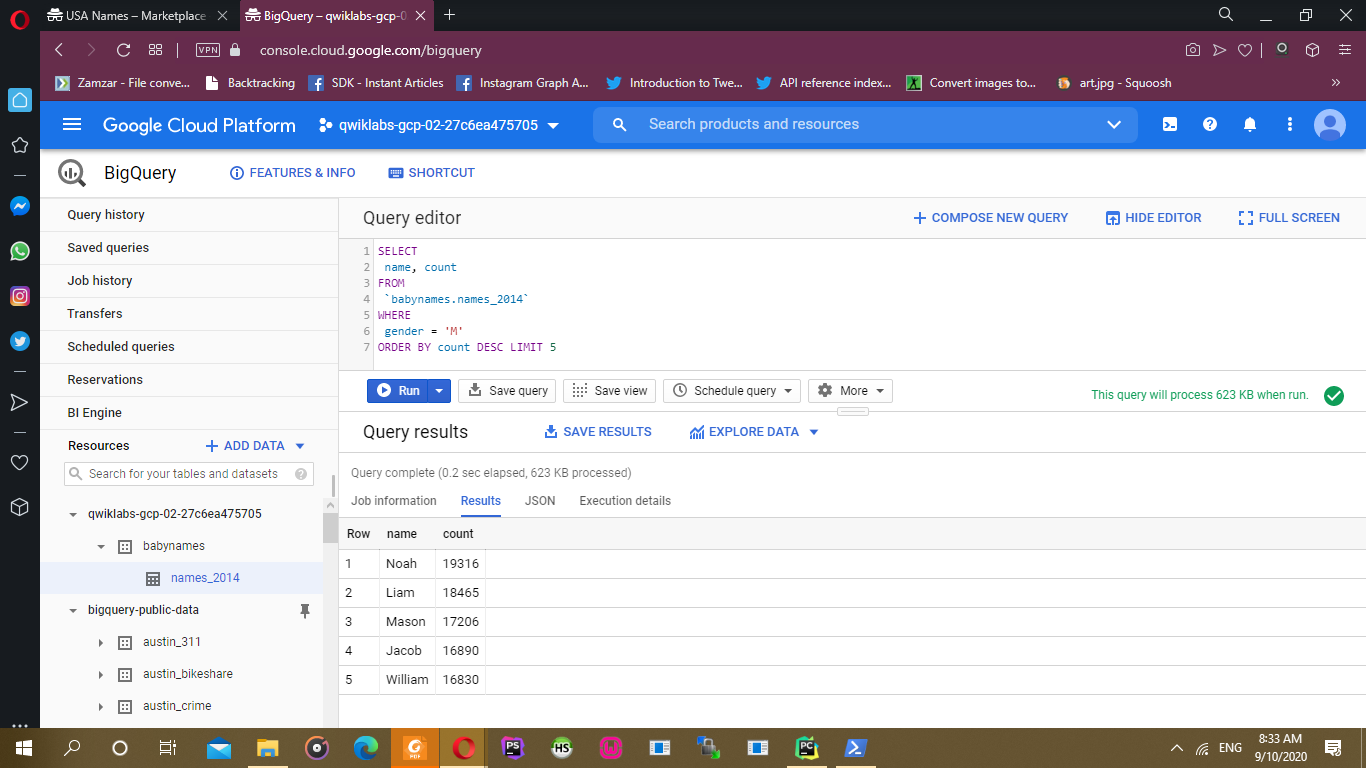 USA Names – Marketplace
BigQuery – qwiklabs-gcp-0
VPN
console.cloud.google.com/bigquery
Zamzar - File conve...
Backtracking
SDK - Instant Articles
Instagram Graph A...
Introduction to Twe...
API reference index...
Convert images to...
art.jpg - Squoosh
Google Cloud Platform
qwiklabs-gcp-02-27c6ea475705
Search products and resources
BigQuery
FEATURES & INFO
SHORTCUT
Query history
Saved queries
Job history
Transfers
Scheduled queries
Reservations
BI Engine
Resources
ADD DATA
Search for your tables and datasets
qwiklabs-gcp-02-27c6ea475705
babynames
names_2014
bigquery-public-data
austin_311
austin_bikeshare
austin_crime
Query editor
COMPOSE NEW QUERY
HIDE EDITOR
FULL SCREEN
1 SELECT
2 name, count
3 FROM
4 `babynames.names_2014`
5 WHERE
6 gender = 'M'
7 ORDER BY count DESC LIMIT 5
Run
Save query
Save view
Schedule query
More
This query will process 623 KB when run.
Query results
SAVE RESULTS
EXPLORE DATA
Query complete (0.2 sec elapsed, 623 KB processed)
Job information Results JSON Execution details
Row name count
1 Noah 19316
2 Liam 18465
3 Mason 17206
4 Jacob 16890
5 William 16830
PDF
PS
HS
PC
ENG
8:33 AM
9/10/2020